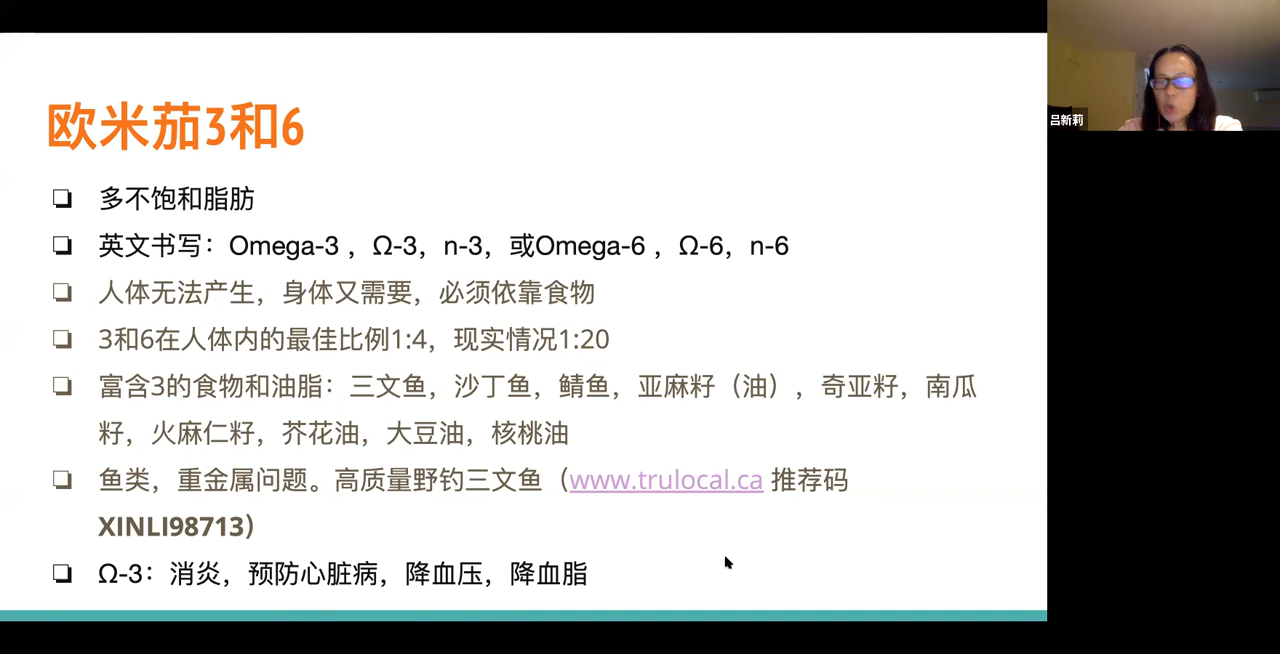 欧米茄3和6
多不饱和脂肪
英文书写：Omega-3 ，Ω-3，n-3，或Omega-6 ，Ω-6，n-6
人体无法产生，身体又需要，必须依靠食物
3和6在人体内的最佳比例1:4，现实情况1:20
富含3的食物和油脂：三文鱼，沙丁鱼，鲭鱼，亚麻籽（油），奇亚籽，南瓜
籽，火麻仁籽，芥花油，大豆油，核桃油
鱼类，重金属问题。高质量野钓三文鱼（www.trulocal.ca 推荐码
XINLI98713）
Ω-3：消炎，预防心脏病，降血压，降血脂
吕新莉